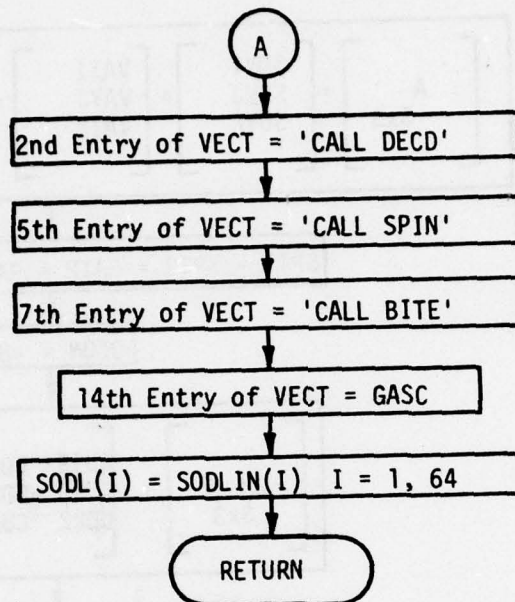 A
2nd Entry of VECT = 'CALL DECD'
5th Entry of VECT = 'CALL SPIN'
7th Entry of VECT = 'CALL BITE'
14th Entry of VECT = GASC
SODL(I) = SODLIN(I) I = 1, 64
RETURN